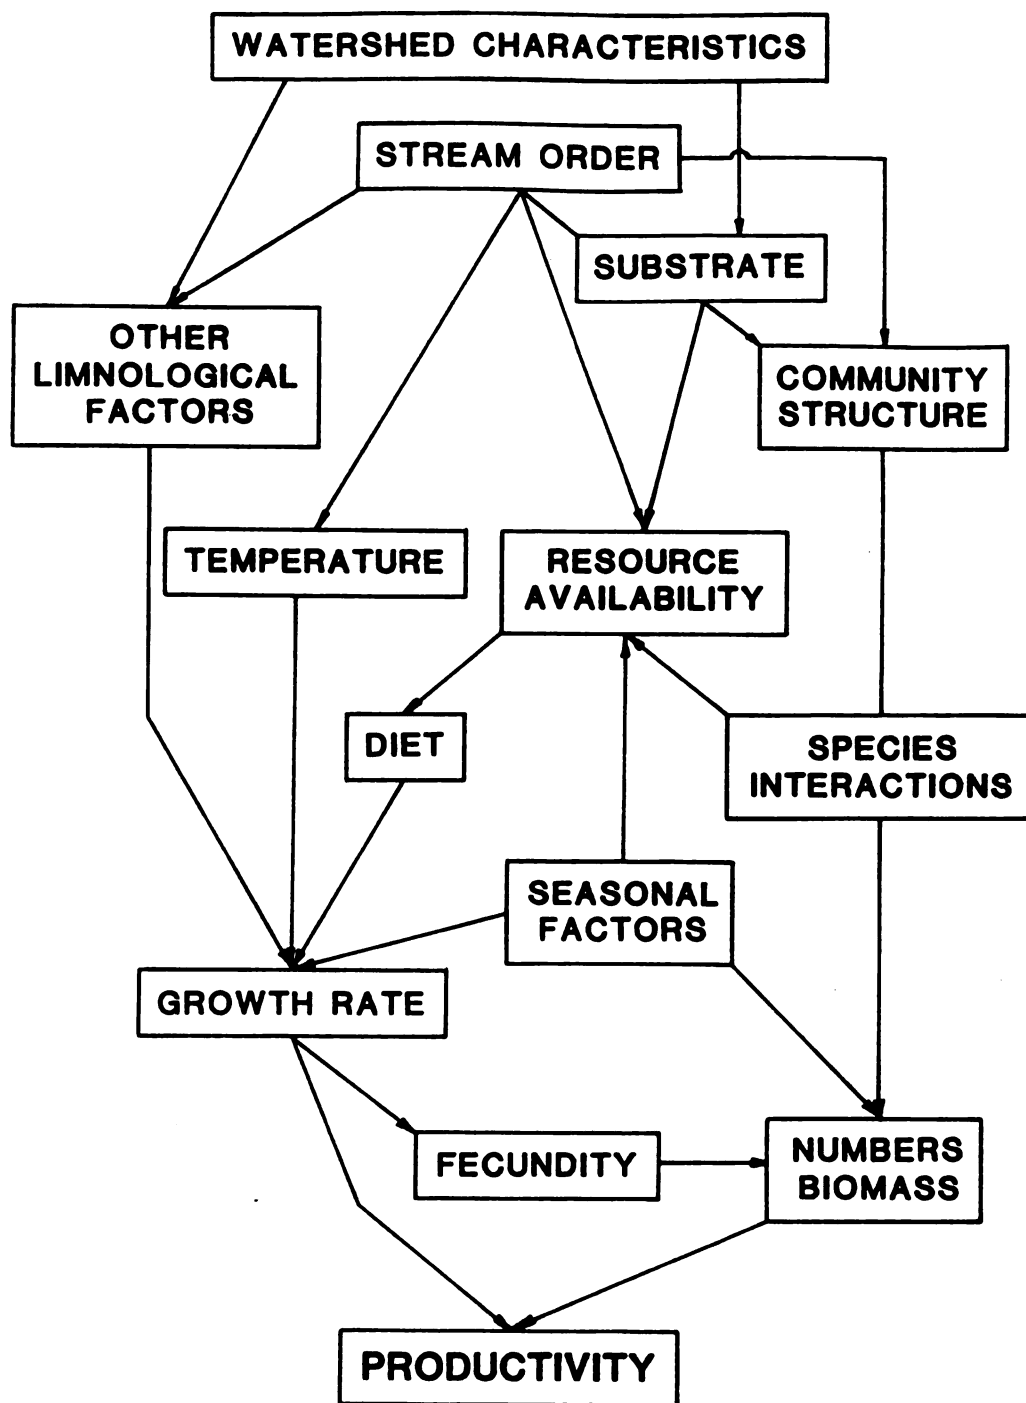 WATERSHED CHARACTERISTICS
STREAM ORDER
SUBSTRATE
OTHER
LIMNOLOGICAL
FACTORS
COMMUNITY
STRUCTURE
TEMPERATURE
RESOURCE
AVAILABILITY
DIET
SPECIES
INTERACTIONS
SEASONAL
FACTORS
GROWTH RATE
FECUNDITY
NUMBERS
BIOMASS
PRODUCTIVITY